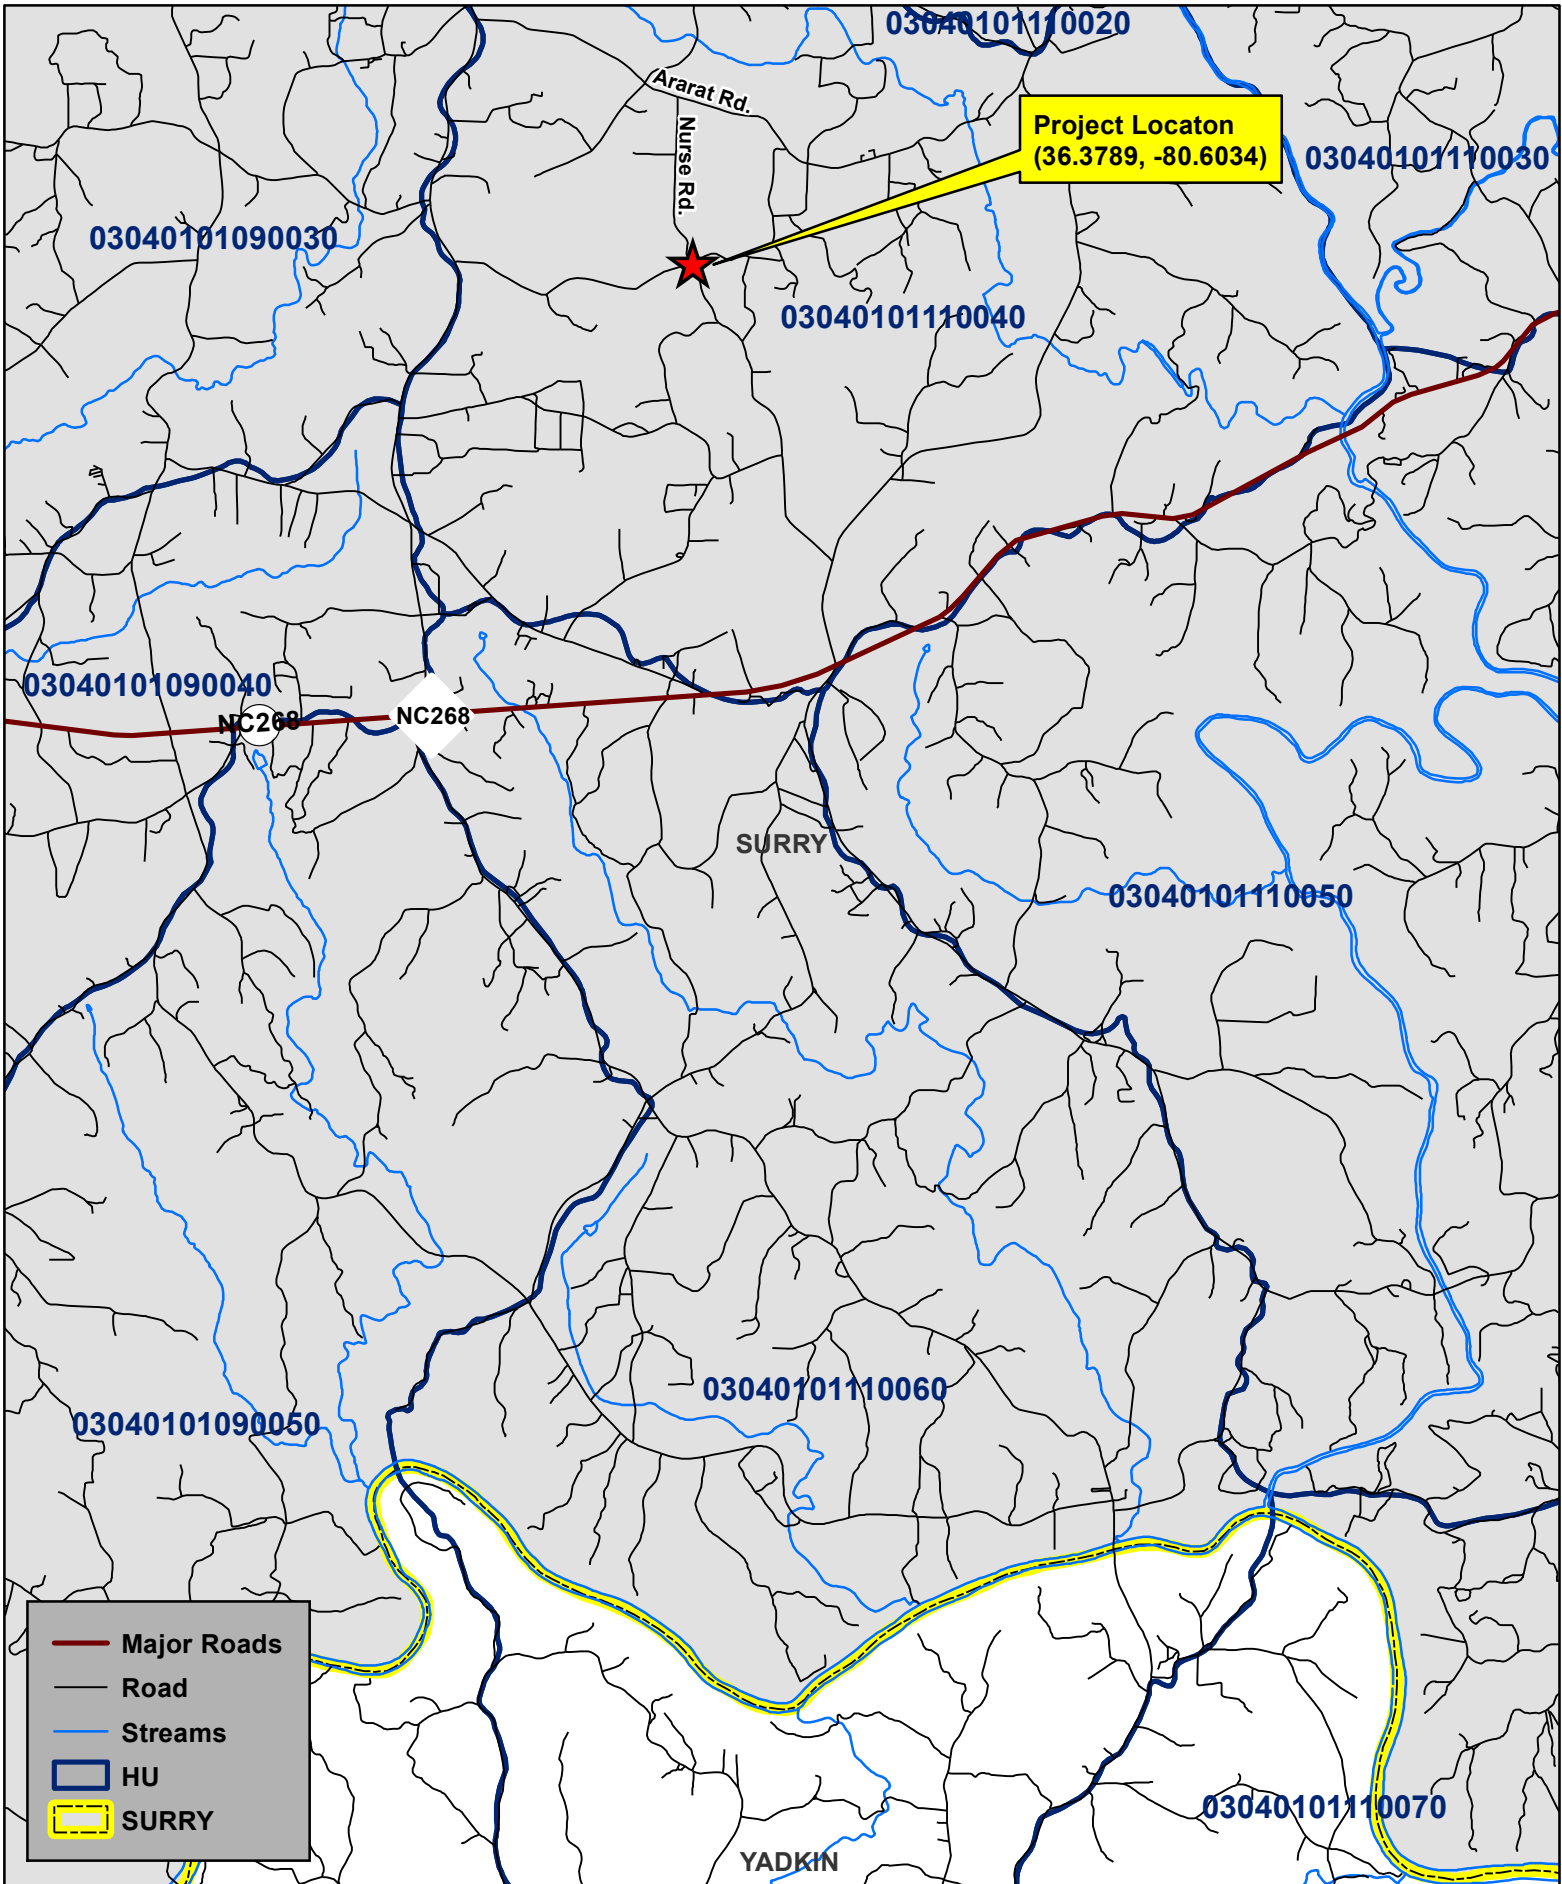 03040101110020
Ararat Rd.
Nurse Rd.
Project Locaton
(36.3789, -80.6034)
03040101110030
03040101090030
03040101110040
03040101090040
NC268
NC268
SURRY
03040101110050
03040101110060
03040101090050
Major Roads
Road
Streams
HU
SURRY
03040101110070
YADKIN